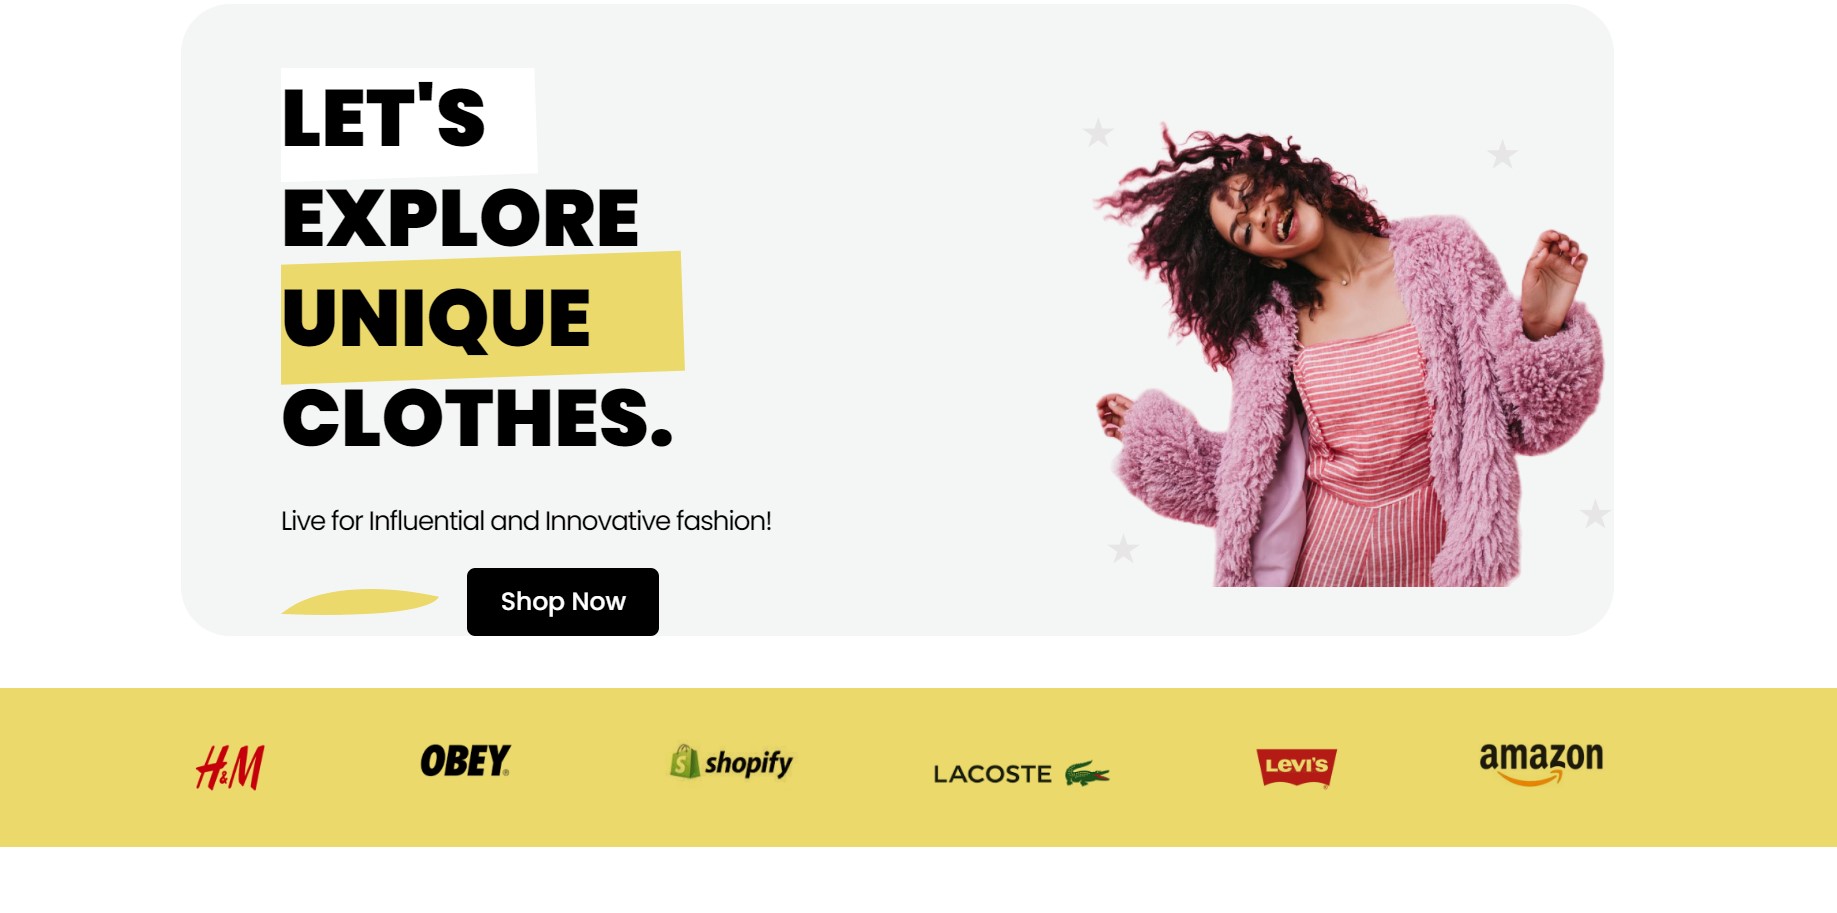 LET'S
EXPLORE
UNIQUE
CLOTHES.
Live for Influential and Innovative fashion!
Shop Now
H&M OBEY® shopify LACOSTE LEVI'S® amazon